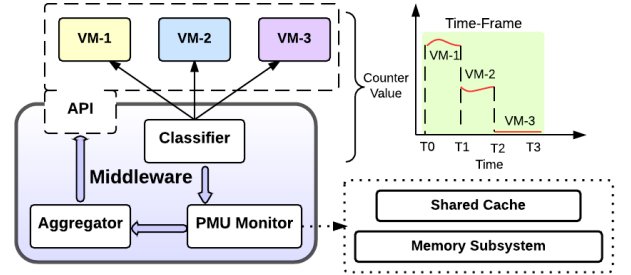 VM-1
VM-2
VM-3
API
Classifier
Middleware
Aggregator
PMU Monitor
Counter
Value
Time-Frame
VM-1
VM-2
VM-3
T0
T1
T2
T3
Time
Shared Cache
Memory Subsystem